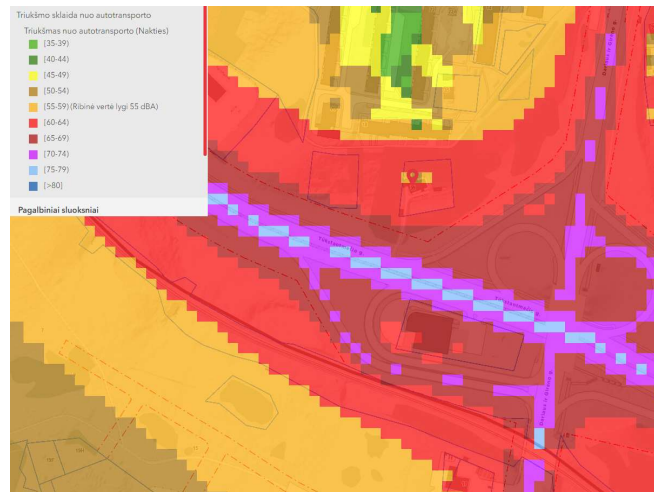 Triukšmo sklaida nuo autotransporto
Triukšmas nuo autotransporto (Nakties)
[35-39)
[40-44)
[45-49)
[50-54)
[55-59)(Ribinė vertė lygi 55 dBA)
[60-64)
[65-69)
[70-74)
[75-79)
[>80]
Pagalbiniai sluoksniai